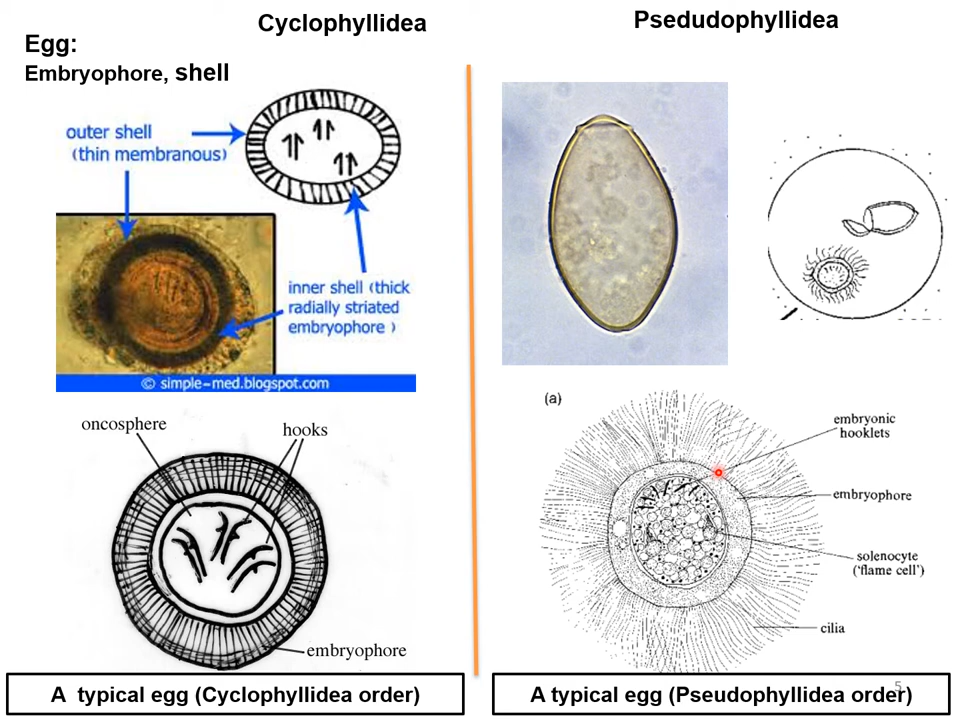 Cyclophyllidea
Psedudophyllidea
Egg:
Embryophore, shell
outer shell
(thin membranous)
inner shell (thick
radially striated
embryophore )
© simple-med.blogspot.com
oncosphere
hooks
embryophore
A typical egg (Cyclophyllidea order)
(a)
embryonic
hooklets
embryophore
solenocyte
('flame cell')
cilia
A typical egg (Pseudophyllidea order)
5